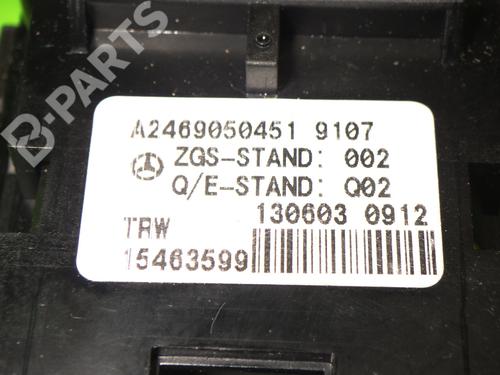 B-PARTS
A2469050451 9107
ZGS-STAND: 002
Q/E-STAND: Q02
130603 0912
TRW
15463599